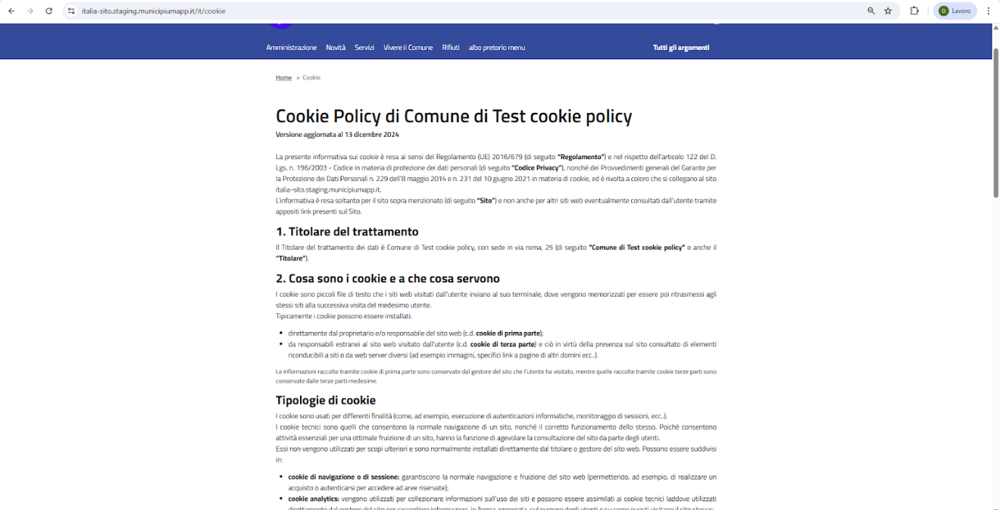 italia-sito.staging.municipiumapp.it/it/cookie
D Lavoro
Amministrazione Novità Servizi Vivere il Comune Rifiuti albo pretorio menu Tutti gli argomenti
Home > Cookie
Cookie Policy di Comune di Test cookie policy
Versione aggiornata al 13 dicembre 2024
La presente informativa sui cookie è resa ai sensi del Regolamento (UE) 2016/679 (di seguito “Regolamento”) e nel rispetto dell’articolo 122 del D.
Lgs. n. 196/2003 - Codice in materia di protezione dei dati personali (di seguito “Codice Privacy”), nonché dei Provvedimenti generali del Garante per
la Protezione dei Dati Personali n. 229 dell’8 maggio 2014 e n. 231 del 10 giugno 2021 in materia di cookie, ed è rivolta a coloro che si collegano al sito
italia-sito.staging.municipiumapp.it.
L’informativa è resa soltanto per il sito sopra menzionato (di seguito “Sito”) e non anche per altri siti web eventualmente consultati dall’utente tramite
appositi link presenti sul Sito.
1. Titolare del trattamento
Il Titolare del trattamento dei dati è Comune di Test cookie policy, con sede in via roma, 25 (di seguito "Comune di Test cookie policy" o anche il
“Titolare”).
2. Cosa sono i cookie e a che cosa servono
I cookie sono piccoli file di testo che i siti web visitati dall’utente inviano al suo terminale, dove vengono memorizzati per essere poi ritrasmessi agli
stessi siti alla successiva visita del medesimo utente.
Tipicamente i cookie possono essere installati:
• direttamente dal proprietario e/o responsabile del sito web (c.d. cookie di prima parte);
• da responsabili estranei al sito web visitato dall’utente (c.d. cookie di terza parte) e ciò in virtù della presenza sul sito consultato di elementi
riconducibili a siti o da web server diversi (ad esempio immagini, specifici link a pagine di altri domini ecc..).
Le informazioni raccolte tramite cookie di prima parte sono conservate dal gestore del sito che l’utente ha visitato, mentre quelle raccolte tramite cookie terze parti sono
conservate dalle terze parti medesime.
Tipologie di cookie
I cookie sono usati per differenti finalità (come, ad esempio, esecuzione di autenticazioni informatiche, monitoraggio di sessioni, ecc..).
I cookie tecnici sono quelli che consentono la normale navigazione di un sito, nonché il corretto funzionamento dello stesso. Poiché consentono
attività essenziali per una ottimale fruizione di un sito, hanno la funzione di agevolare la consultazione del sito da parte degli utenti.
Essi non vengono utilizzati per scopi ulteriori e sono normalmente installati direttamente dal titolare o gestore del sito web. Possono essere suddivisi
in:
• cookie di navigazione o di sessione: garantiscono la normale navigazione e fruizione del sito web (permettendo, ad esempio, di realizzare un
acquisto o autenticarsi per accedere ad aree riservate);
• cookie analytics: vengono utilizzati per collezionare informazioni sull’uso dei siti e possono essere assimilati ai cookie tecnici laddove utilizzati
direttamente dal gestore del sito per raccogliere informazioni, in forma aggregata, sul numero degli utenti e su come questi visitano il sito stesso;